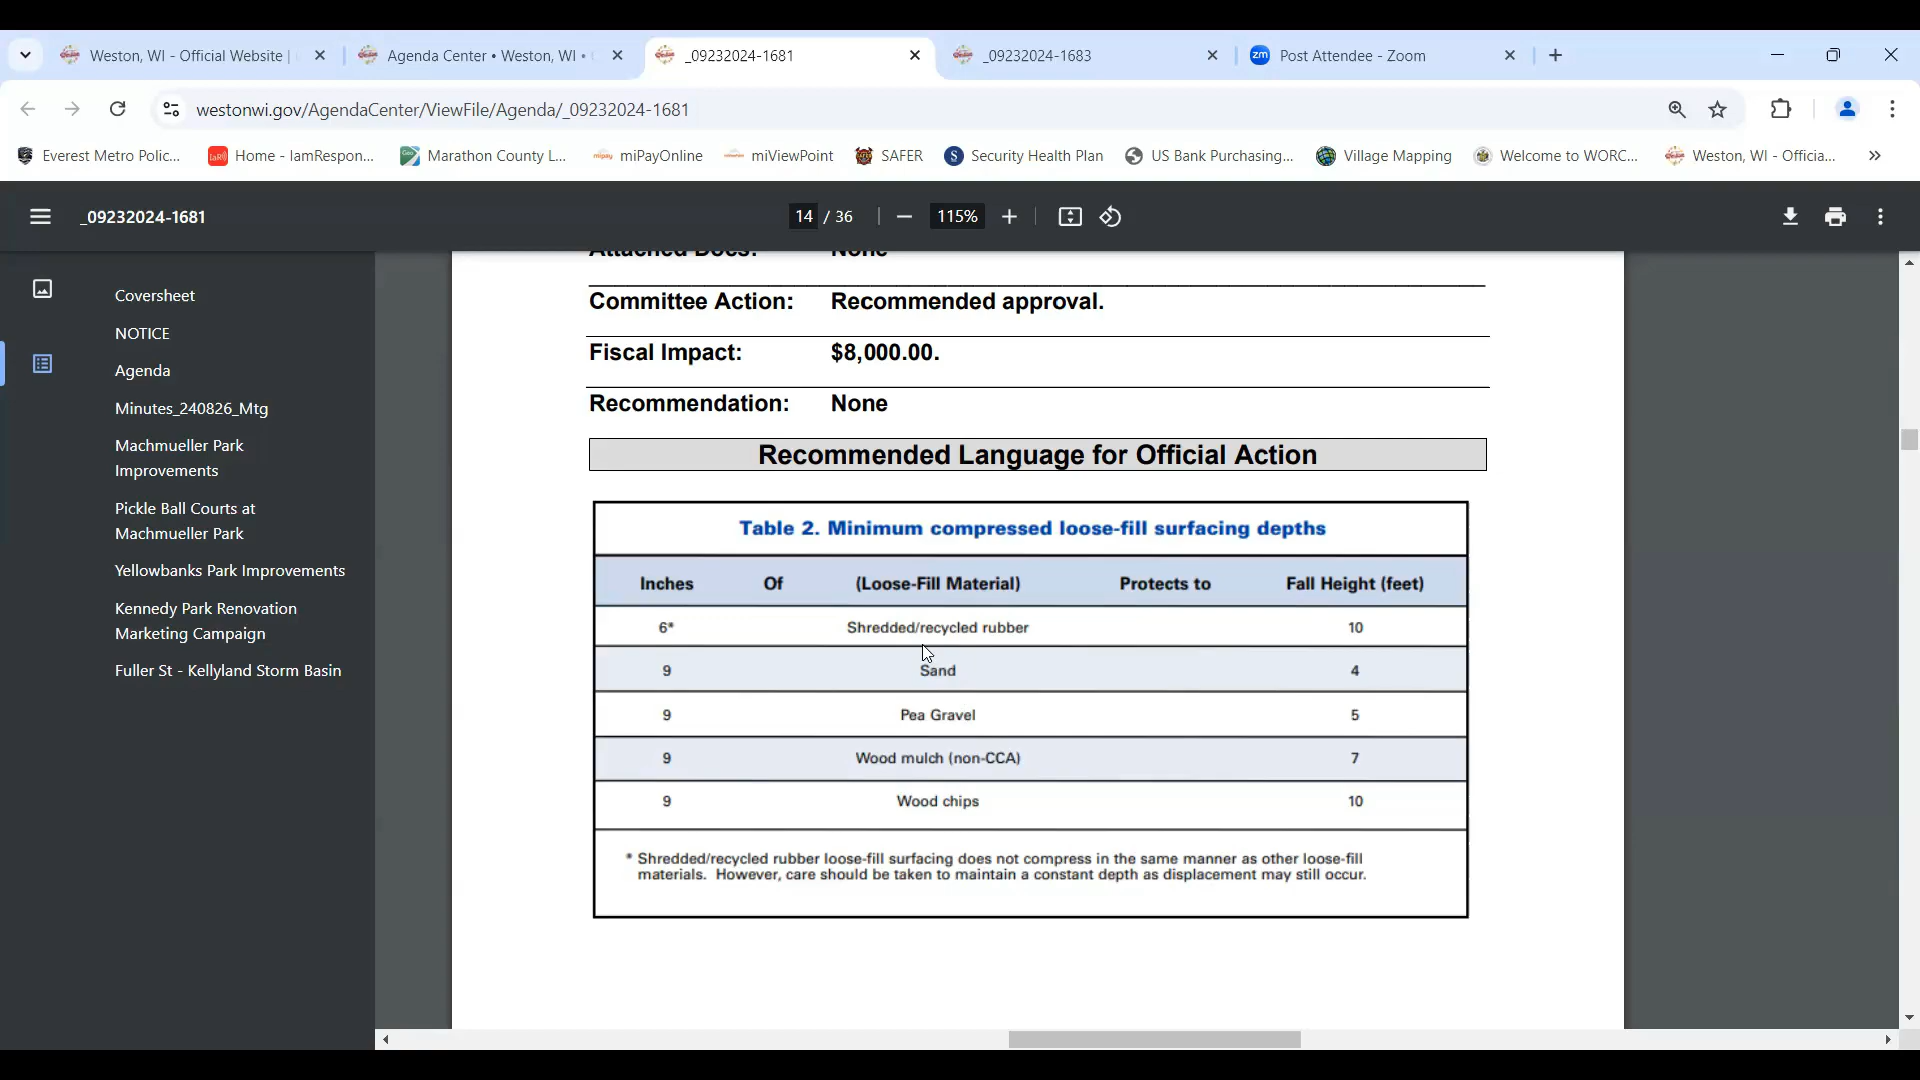 Weston, WI - Official Website |
Agenda Center • Weston, WI •
_09232024-1681
_09232024-1683
zm Post Attendee - Zoom
westonwi.gov/AgendaCenter/ViewFile/Agenda/_09232024-1681
Everest Metro Polic...
Home - IamRespon...
Marathon County L...
miPayOnline
miViewPoint
SAFER
Security Health Plan
US Bank Purchasing...
Village Mapping
Welcome to WORC...
Weston, WI - Officia...
_09232024-1681
14 / 36
115%
Coversheet
NOTICE
Agenda
Minutes_240826_Mtg
Machmueller Park
Improvements
Pickle Ball Courts at
Machmueller Park
Yellowbanks Park Improvements
Kennedy Park Renovation
Marketing Campaign
Fuller St - Kellyland Storm Basin
Attached Docs: None
Committee Action: Recommended approval.
Fiscal Impact: $8,000.00.
Recommendation: None
Recommended Language for Official Action
Table 2. Minimum compressed loose-fill surfacing depths
Inches Of (Loose-Fill Material) Protects to Fall Height (feet)
6* Shredded/recycled rubber 10
9 Sand 4
9 Pea Gravel 5
9 Wood mulch (non-CCA) 7
9 Wood chips 10
* Shredded/recycled rubber loose-fill surfacing does not compress in the same manner as other loose-fill
materials. However, care should be taken to maintain a constant depth as displacement may still occur.